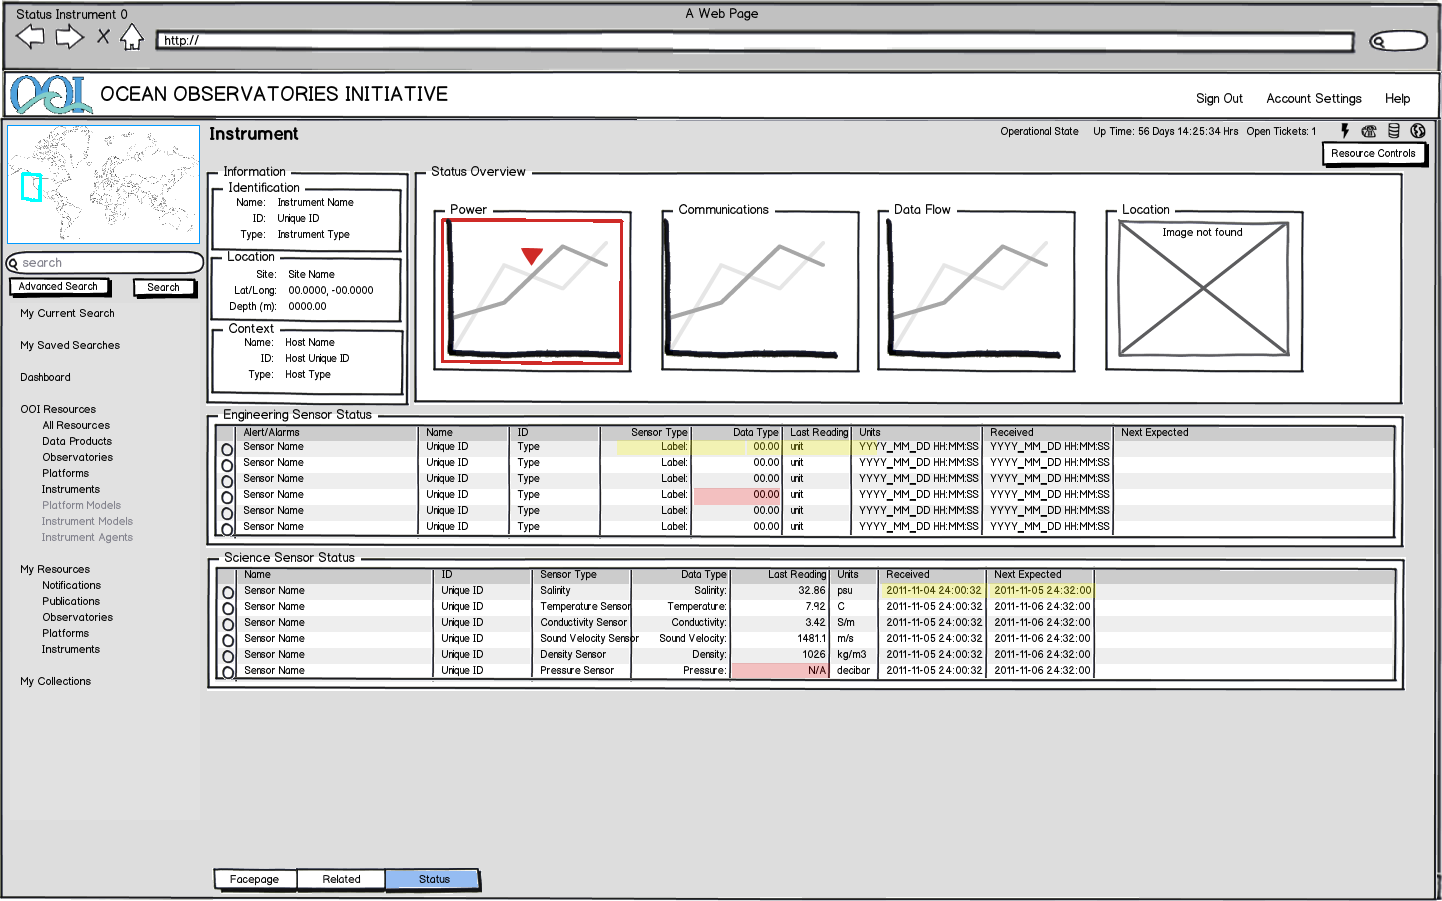 Status Instrument 0
A Web Page
http://
OOI OCEAN OBSERVATORIES INITIATIVE
Sign Out Account Settings Help
Instrument
Operational State Up Time: 56 Days 14:25:34 Hrs Open Tickets: 1
Resource Controls
search
Advanced Search Search
My Current Search
My Saved Searches
Dashboard
OOI Resources
All Resources
Data Products
Observatories
Platforms
Instruments
Platform Models
Instrument Models
Instrument Agents
My Resources
Notifications
Publications
Observatories
Platforms
Instruments
My Collections
Information
Identification
Name: Instrument Name
ID: Unique ID
Type: Instrument Type
Location
Site: Site Name
Lat/Long: 00.0000, -00.0000
Depth (m): 0000.00
Context
Name: Host Name
ID: Host Unique ID
Type: Host Type
Status Overview
Power
Communications
Data Flow
Location
Image not found
Engineering Sensor Status
Alert/Alarms Name ID Sensor Type Data Type Last Reading Units Received Next Expected
Sensor Name Unique ID Type Label: 00.00 unit YYYY_MM_DD HH:MM:SS YYYY_MM_DD HH:MM:SS
Sensor Name Unique ID Type Label: 00.00 unit YYYY_MM_DD HH:MM:SS YYYY_MM_DD HH:MM:SS
Sensor Name Unique ID Type Label: 00.00 unit YYYY_MM_DD HH:MM:SS YYYY_MM_DD HH:MM:SS
Sensor Name Unique ID Type Label: 00.00 unit YYYY_MM_DD HH:MM:SS YYYY_MM_DD HH:MM:SS
Sensor Name Unique ID Type Label: 00.00 unit YYYY_MM_DD HH:MM:SS YYYY_MM_DD HH:MM:SS
Sensor Name Unique ID Type Label: 00.00 unit YYYY_MM_DD HH:MM:SS YYYY_MM_DD HH:MM:SS
Science Sensor Status
Name ID Sensor Type Data Type Last Reading Units Received Next Expected
Sensor Name Unique ID Salinity Salinity: 32.86 psu 2011-11-04 24:00:32 2011-11-05 24:32:00
Sensor Name Unique ID Temperature Sensor Temperature: 7.92 C 2011-11-05 24:00:32 2011-11-06 24:32:00
Sensor Name Unique ID Conductivity Sensor Conductivity: 3.42 S/m 2011-11-05 24:00:32 2011-11-06 24:32:00
Sensor Name Unique ID Sound Velocity Sensor Sound Velocity: 1481.1 m/s 2011-11-05 24:00:32 2011-11-06 24:32:00
Sensor Name Unique ID Density Sensor Density: 1026 kg/m3 2011-11-05 24:00:32 2011-11-06 24:32:00
Sensor Name Unique ID Pressure Sensor Pressure: N/A decibar 2011-11-05 24:00:32 2011-11-06 24:32:00
Facepage Related Status